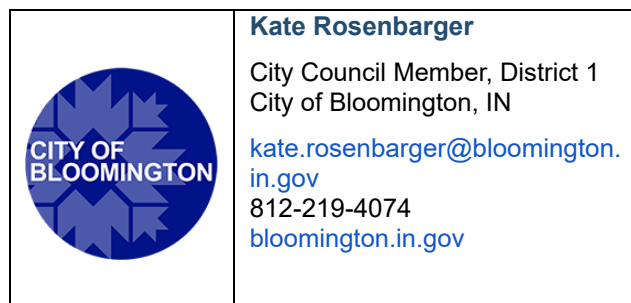 CITY OF
BLOOMINGTON
Kate Rosenbarger
City Council Member, District 1
City of Bloomington, IN
kate.rosenbarger@bloomington.
in.gov
812-219-4074
bloomington.in.gov